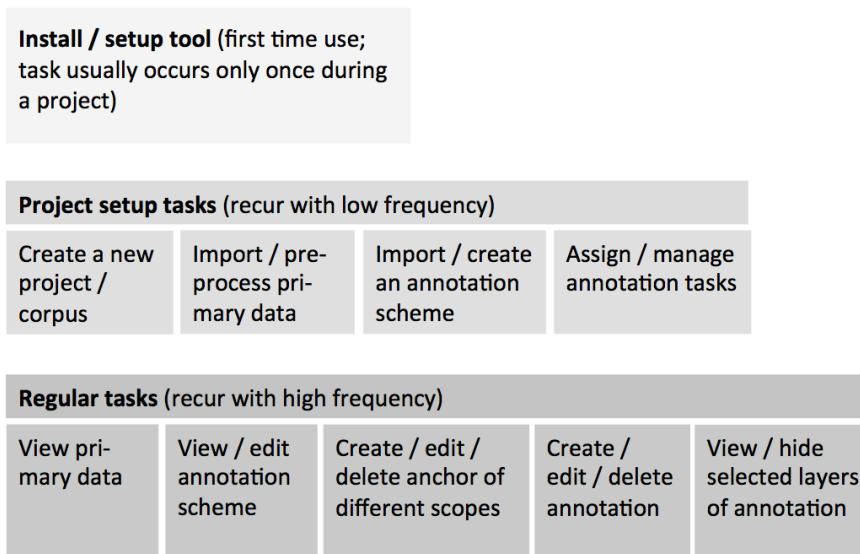 Install / setup tool (first time use;
task usually occurs only once during
a project)
Project setup tasks (recur with low frequency)
Create a new
project /
corpus
Import / pre-
process pri-
mary data
Import / create
an annotation
scheme
Assign / manage
annotation tasks
Regular tasks (recur with high frequency)
View pri-
mary data
View / edit
annotation
scheme
Create / edit /
delete anchor of
different scopes
Create /
edit / delete
annotation
View / hide
selected layers
of annotation